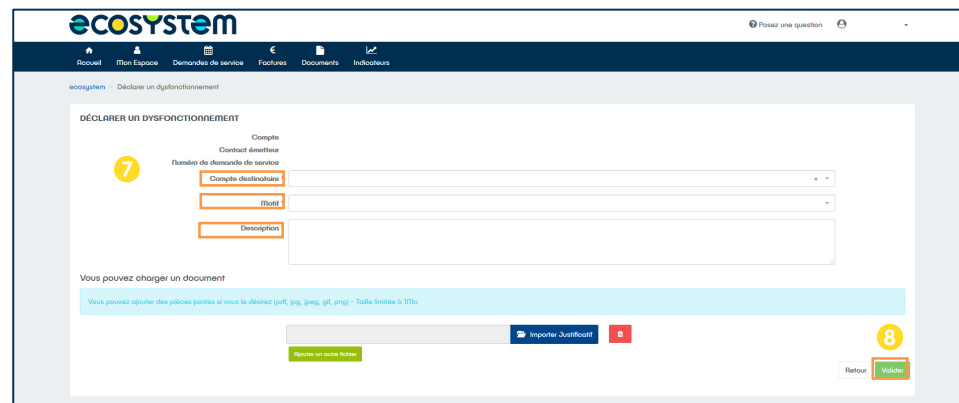 ecosystem
Posez une question
Accueil Mon Espace Demandes de service Factures Documents Indicateurs
ecosystem / Déclarer un dysfonctionnement
DÉCLARER UN DYSFONCTIONNEMENT
Compte
Contact émetteur
Numéro de demande de service
7
Compte destinataire
Motif
Description
Vous pouvez charger un document
Vous pouvez ajouter des pièces jointes si vous le désirez (pdf, jpg, jpeg, gif, png) - Taille limitée à 1Mo
Importer Justificatif
Ajouter un autre fichier
8
Retour Valider